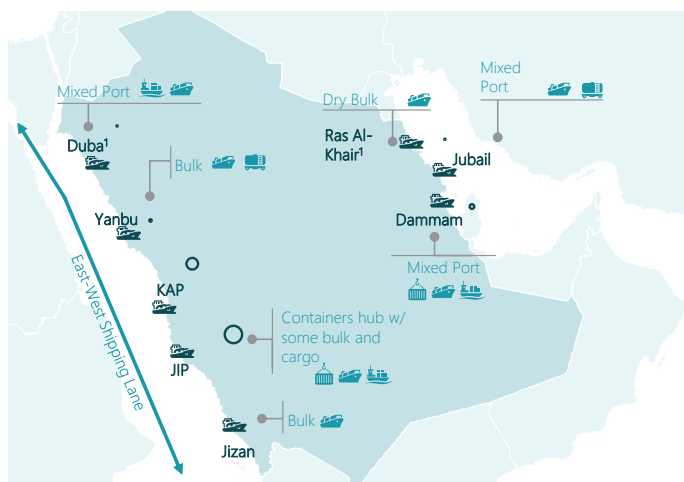 Mixed Port
Duba¹
Bulk
Yanbu
KAP
JIP
Jizan
Bulk
East-West Shipping Lane
Containers hub w/
some bulk and
cargo
Dry Bulk
Ras Al-
Khair¹
Mixed
Port
Jubail
Dammam
Mixed Port